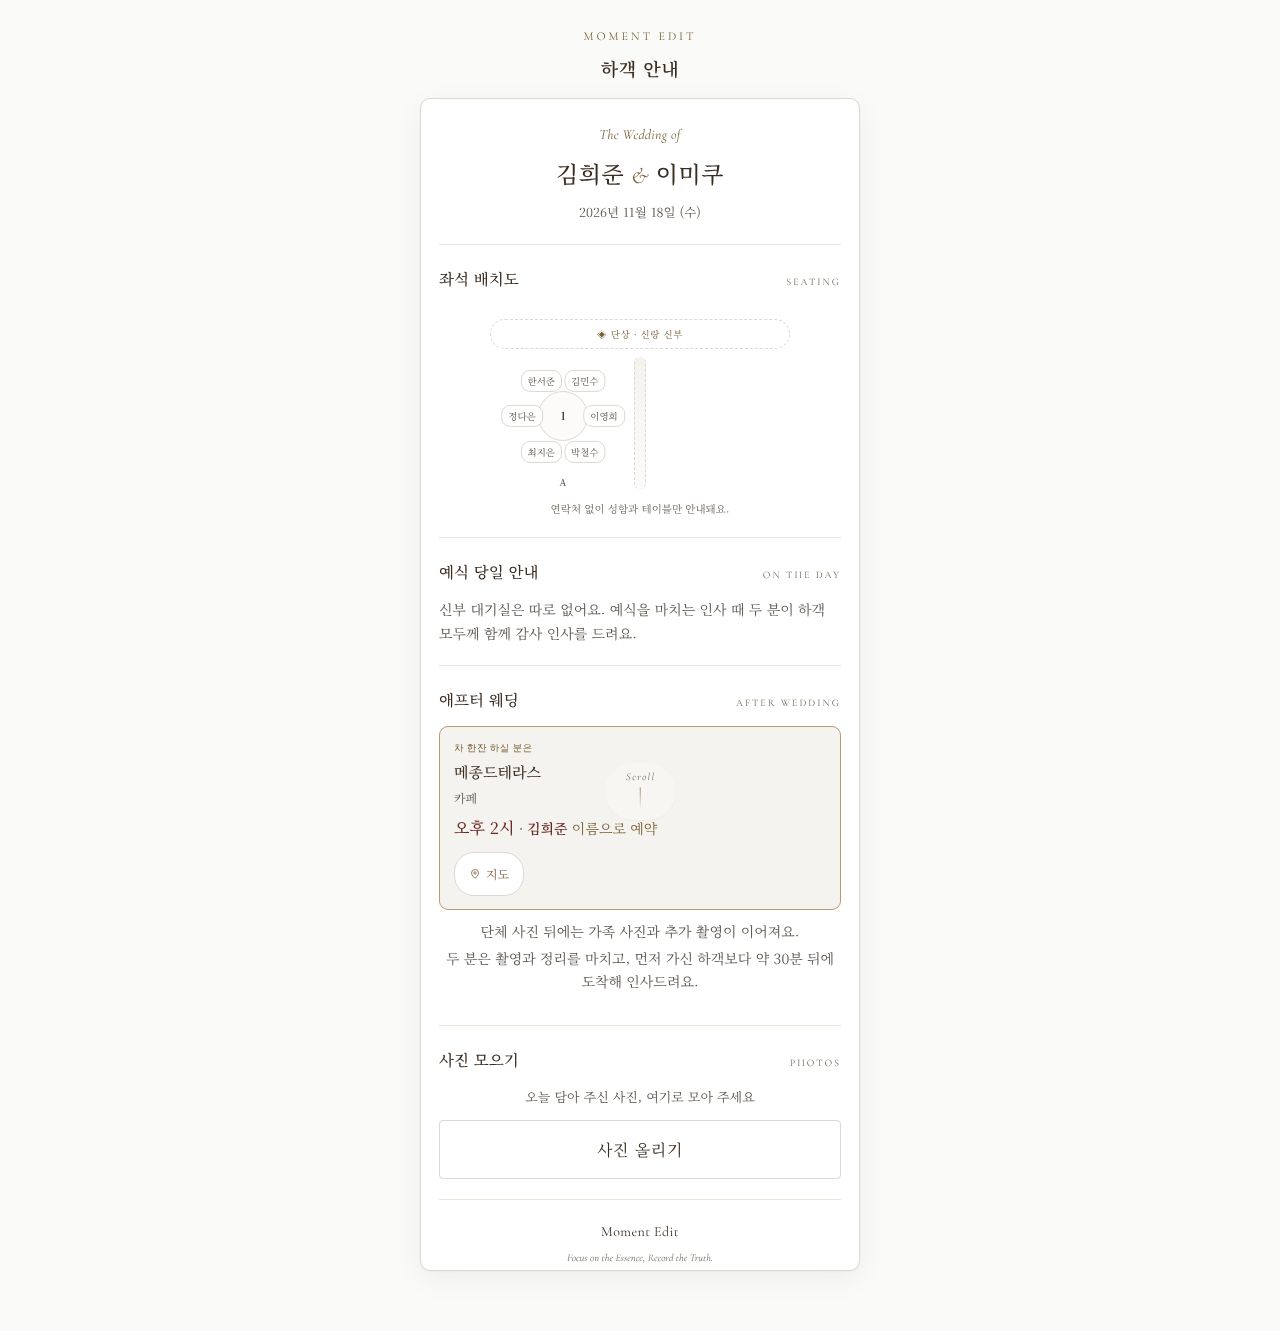 MOMENT EDIT
하객 안내
The Wedding of
김희준 & 이미쿠
2026년 11월 18일 (수)
좌석 배치도
SEATING
◈ 단상 · 신랑 신부
한서준 김민수
정다은 1 이영희
최지은 박철수
A
연락처 없이 성함과 테이블만 안내돼요.
예식 당일 안내
ON THE DAY
신부 대기실은 따로 없어요. 예식을 마치는 인사 때 두 분이 하객
모두께 함께 감사 인사를 드려요.
애프터 웨딩
AFTER WEDDING
차 한잔 하실 분은
메종드테라스
Scroll
카페
오후 2시 · 김희준 이름으로 예약
지도
단체 사진 뒤에는 가족 사진과 추가 촬영이 이어져요.
두 분은 촬영과 정리를 마치고, 먼저 가신 하객보다 약 30분 뒤에
도착해 인사드려요.
사진 모으기
PHOTOS
오늘 담아 주신 사진, 여기로 모아 주세요
사진 올리기
Moment Edit
Focus on the Essence, Record the Truth.